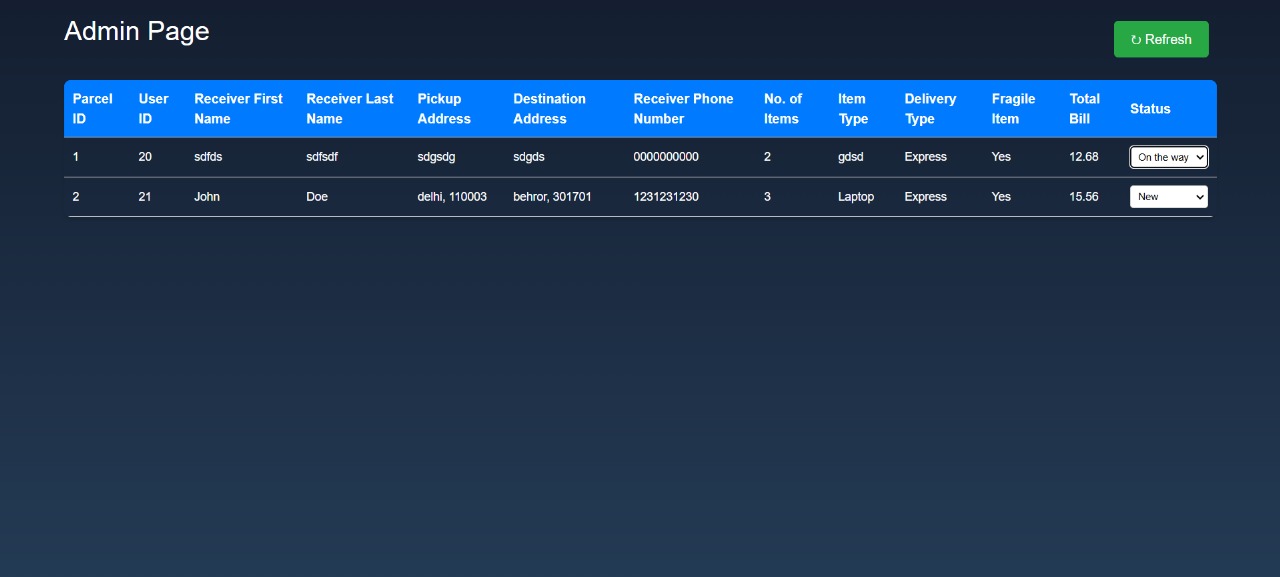 Admin Page
↻ Refresh
Parcel ID User ID Receiver First Name Receiver Last Name Pickup Address Destination Address Receiver Phone Number No. of Items Item Type Delivery Type Fragile Item Total Bill Status
1 20 sdfds sdfsdf sdgsdg sdgds 0000000000 2 gdsd Express Yes 12.68 On the way
2 21 John Doe delhi, 110003 behror, 301701 1231231230 3 Laptop Express Yes 15.56 New